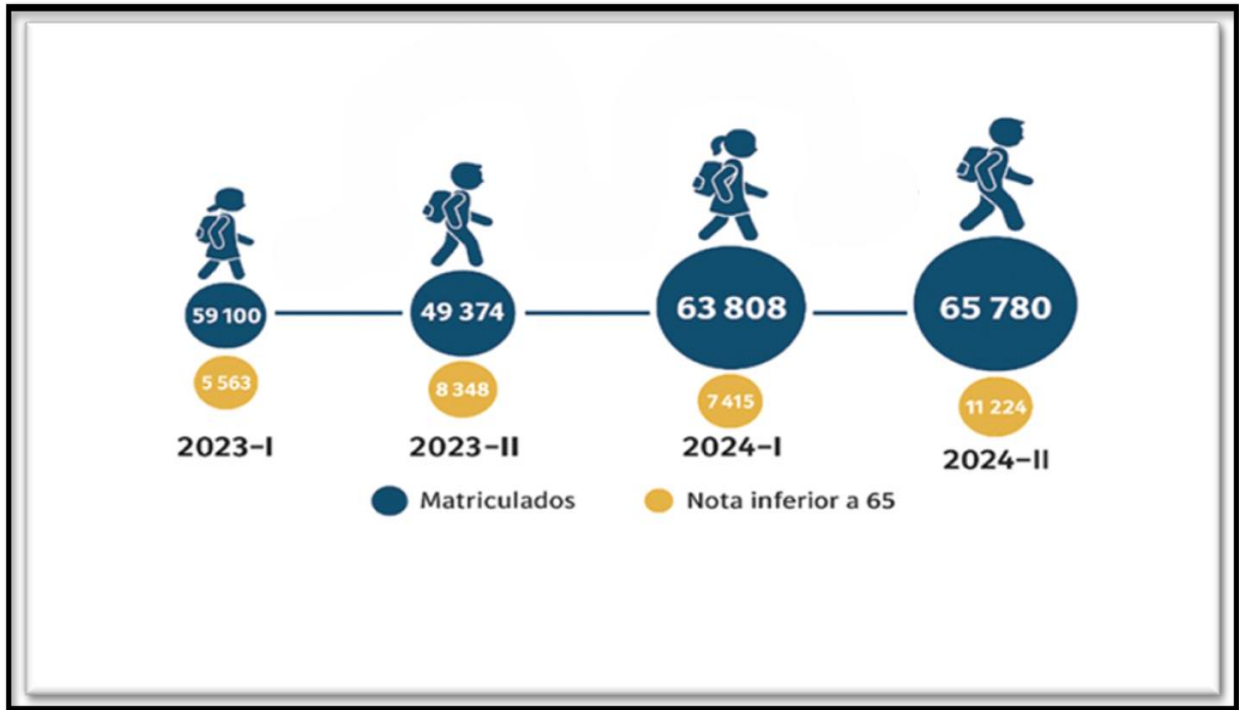 59 100
49 374
63 808
65 780
5 563
8 348
7 415
11 224
2023-I
2023-II
2024-I
2024-II
Matriculados
Nota inferior a 65